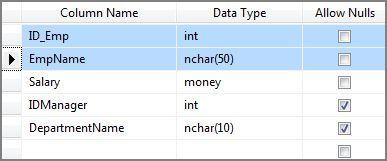 Column Name Data Type Allow Nulls
ID_Emp int
EmpName nchar(50)
Salary money
IDManager int
DepartmentName nchar(10)